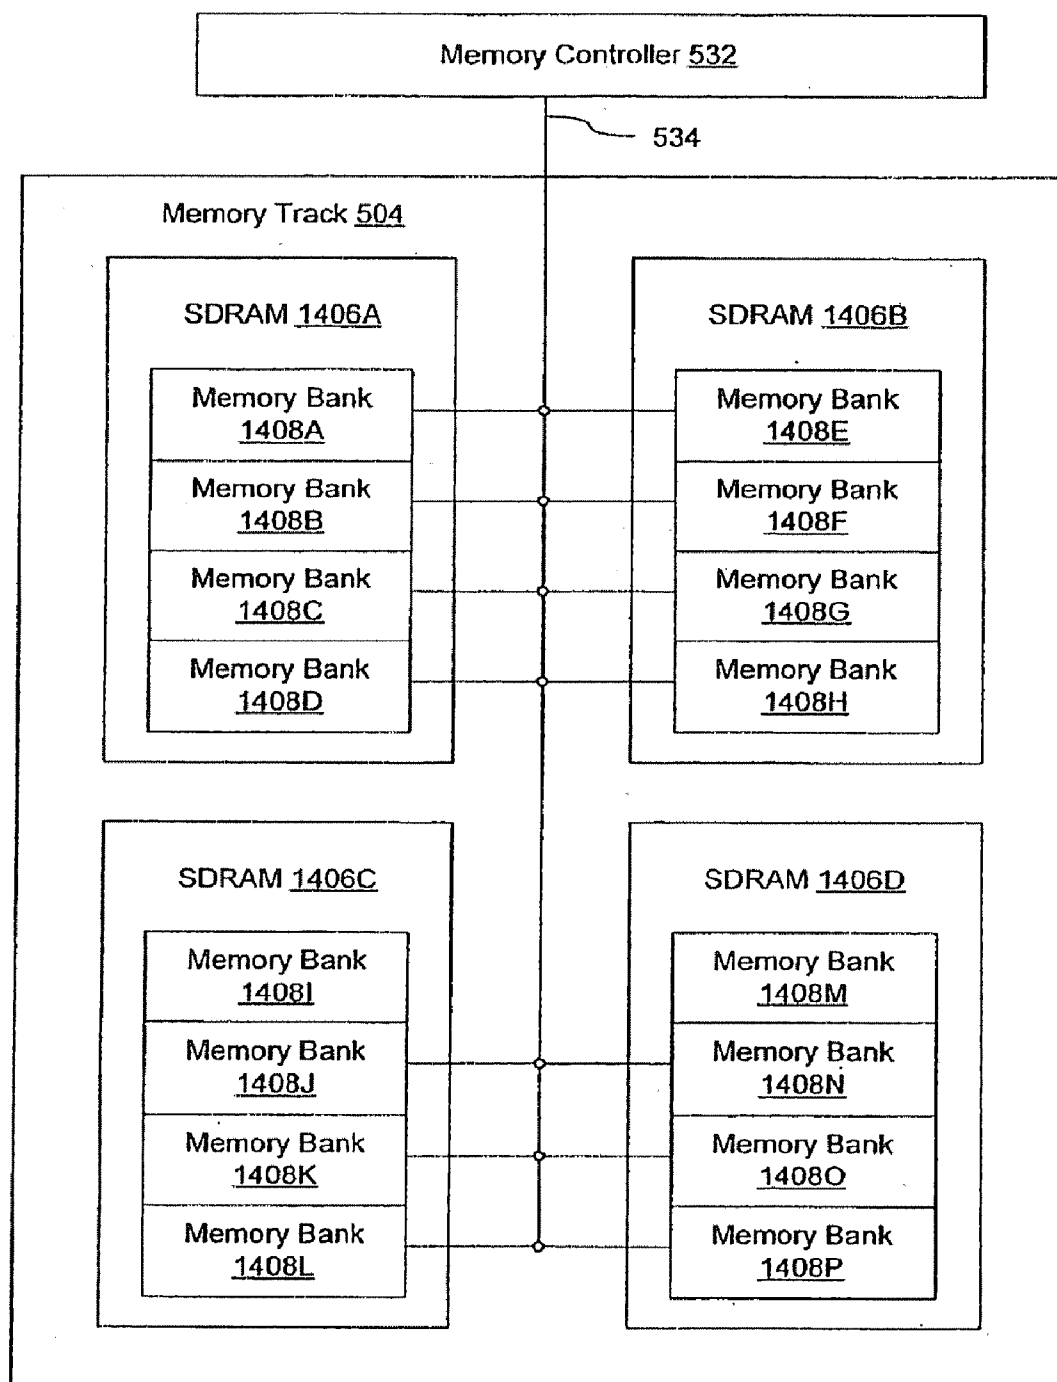 Memory Controller 532
534
Memory Track 504
SDRAM 1406A
Memory Bank
1408A
Memory Bank
1408B
Memory Bank
1408C
Memory Bank
1408D
SDRAM 1406B
Memory Bank
1408E
Memory Bank
1408F
Memory Bank
1408G
Memory Bank
1408H
SDRAM 1406C
Memory Bank
1408I
Memory Bank
1408J
Memory Bank
1408K
Memory Bank
1408L
SDRAM 1406D
Memory Bank
1408M
Memory Bank
1408N
Memory Bank
1408O
Memory Bank
1408P